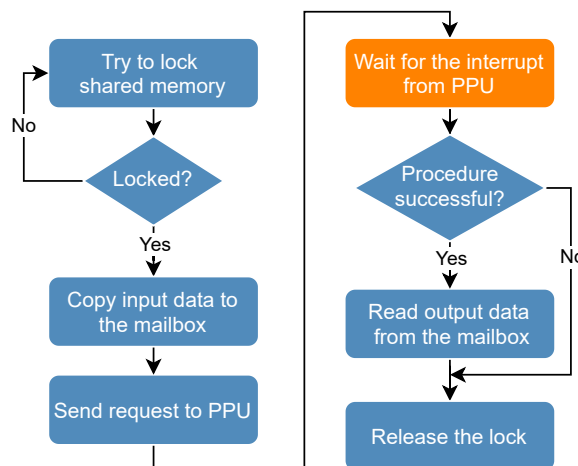 Try to lock
shared memory
No
Locked?
Yes
Copy input data to
the mailbox
Send request to PPU
Wait for the interrupt
from PPU
Procedure
successful?
Yes
No
Read output data
from the mailbox
Release the lock